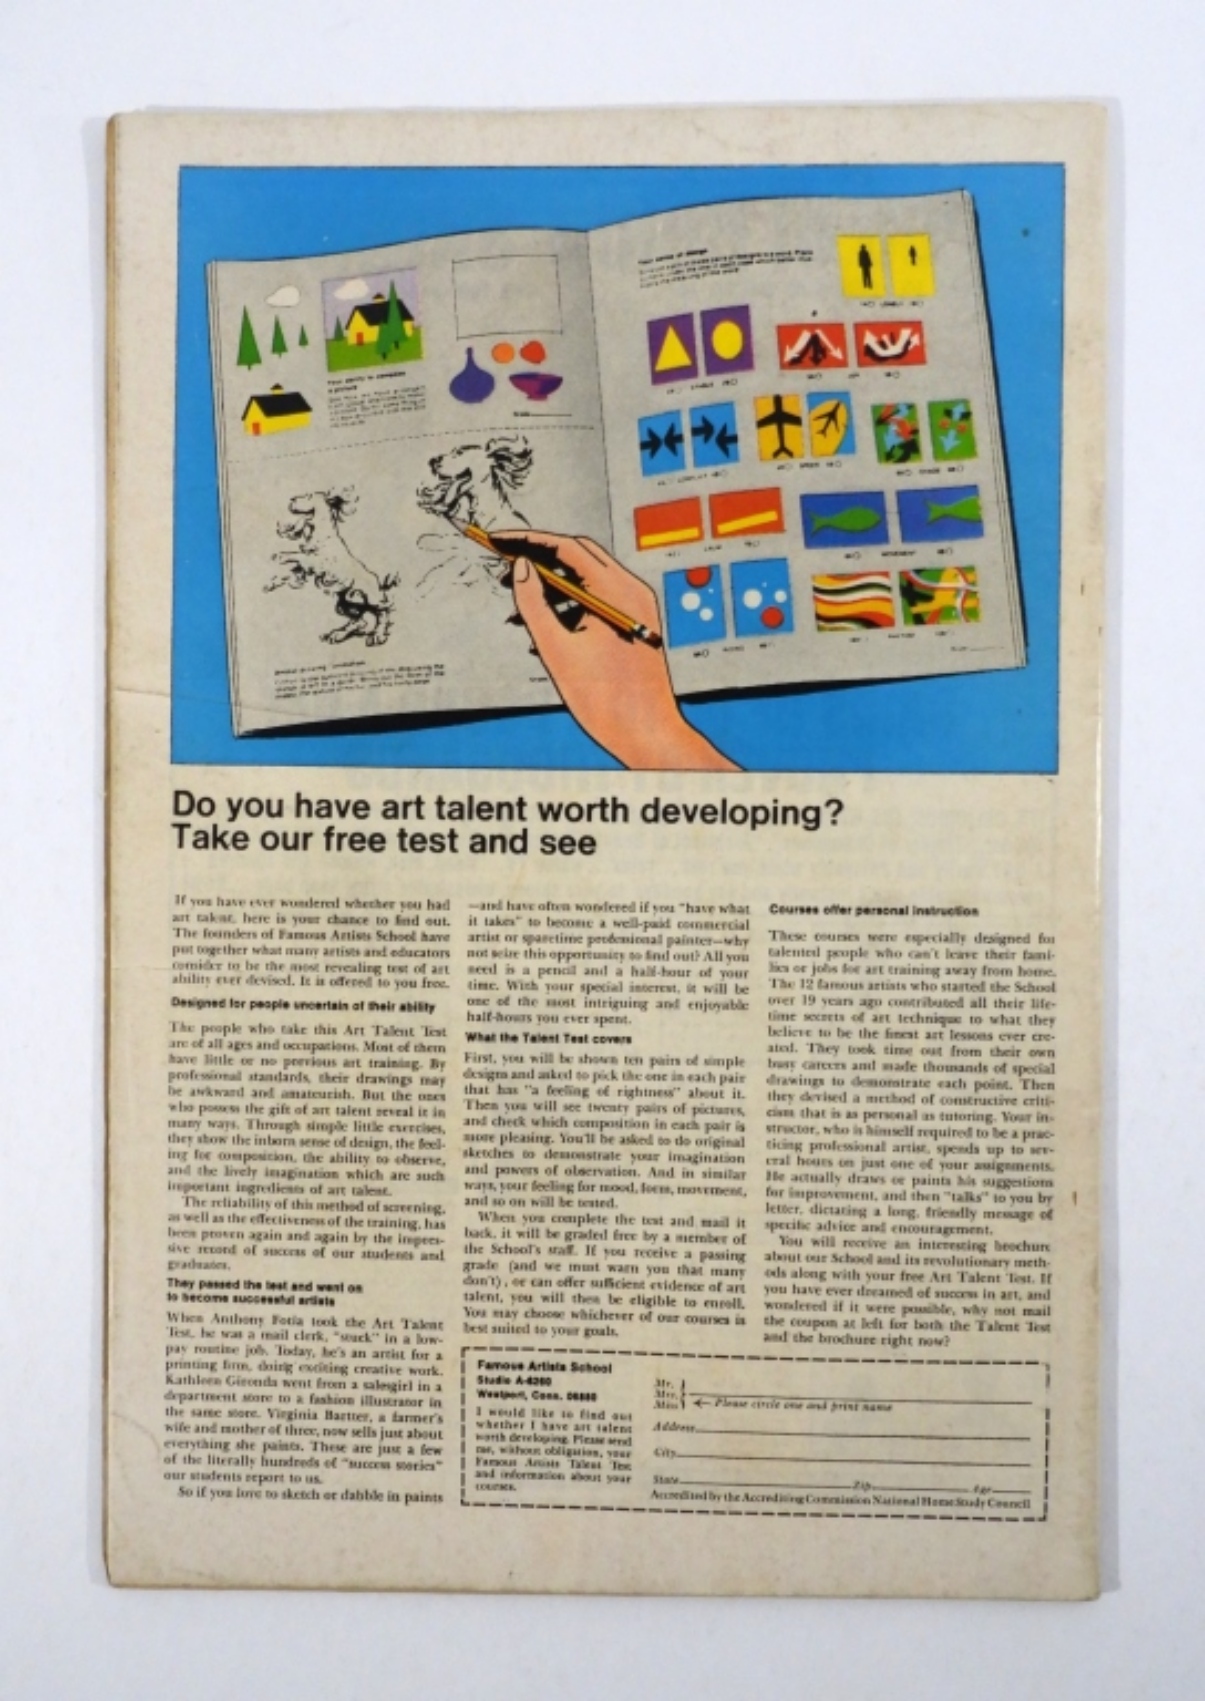 Do you have art talent worth developing?
Take our free test and see
If you have ever wondered whether you had
art talent, here is your chance to find out.
The founders of Famous Artists School have
put together what many artists and educators
consider to be the most revealing test of art
ability ever devised. It is offered to you free.
Designed for people uncertain of their ability
The people who take this Art Talent Test
are of all ages and occupations. Most of them
have little or no previous art training. By
professional standards, their drawings may
be awkward and amateurish. But the ones
who possess the gift of art talent reveal it in
many ways. Through simple little exercises,
they show the inborn sense of design, the feel-
ing for composition, the ability to observe,
and the lively imagination which are such
important ingredients of art talent.
The reliability of this method of screening,
as well as the effectiveness of the training, has
been proven again and again by the impres-
sive record of success of our students and
graduates.
They passed the test and went on
to become successful artists
When Anthony Fotia took the Art Talent
Test, he was a mail clerk, "stuck" in a low-
pay routine job. Today, he's an artist for a
printing firm, doing exciting creative work.
Kathleen Gironda went from a salesgirl in a
department store to a fashion illustrator in
the same store. Virginia Bartter, a farmer's
wife and mother of three, now sells just about
everything she paints. These are just a few
of the literally hundreds of "success stories"
our students report to us.
So if you love to sketch or dabble in paints
—and have often wondered if you "have what
it takes" to become a well-paid commercial
artist or sparetime professional painter—why
not seize this opportunity to find out? All you
need is a pencil and a half-hour of your
time. With your special interest, it will be
one of the most intriguing and enjoyable
half-hours you ever spent.
What the Talent Test covers
First, you will be shown ten pairs of simple
designs and asked to pick the one in each pair
that has "a feeling of rightness" about it.
Then you will see twenty pairs of pictures,
and check which composition in each pair is
more pleasing. You'll be asked to do original
sketches to demonstrate your imagination
and powers of observation. And in similar
ways, your feeling for mood, form, movement,
and so on will be tested.
When you complete the test and mail it
back, it will be graded free by a member of
the School's staff. If you receive a passing
grade (and we must warn you that many
don't), or can offer sufficient evidence of art
talent, you will then be eligible to enroll.
You may choose whichever of our courses is
best suited to your goals.
Courses offer personal instruction
These courses were especially designed for
talented people who can't leave their fami-
lies or jobs for art training away from home.
The 12 famous artists who started the School
over 19 years ago contributed all their life-
time secrets of art technique to what they
believe to be the finest art lessons ever cre-
ated. They took time out from their own
busy careers and made thousands of special
drawings to demonstrate each point. Then
they devised a method of constructive criti-
cism that is as personal as tutoring. Your in-
structor, who is himself required to be a prac-
ticing professional artist, spends up to sev-
eral hours on just one of your assignments.
He actually draws or paints his suggestions
for improvement, and then "talks" to you by
letter, dictating a long, friendly message of
specific advice and encouragement.
You will receive an interesting brochure
about our School and its revolutionary meth-
ods along with your free Art Talent Test. If
you have ever dreamed of success in art, and
wondered if it were possible, why not mail
the coupon at left for both the Talent Test
and the brochure right now?
Famous Artists School
Studio
Westport, Conn. 06880
I would like to find out
whether I have art talent
worth developing. Please send
me, without obligation, your
Famous Artists Talent Test
and information about your
courses.
Mr.
Mrs.
Miss ← Please circle one and print name
Address
City
State Zip Age
Accredited by the Accrediting Commission National Home Study Council